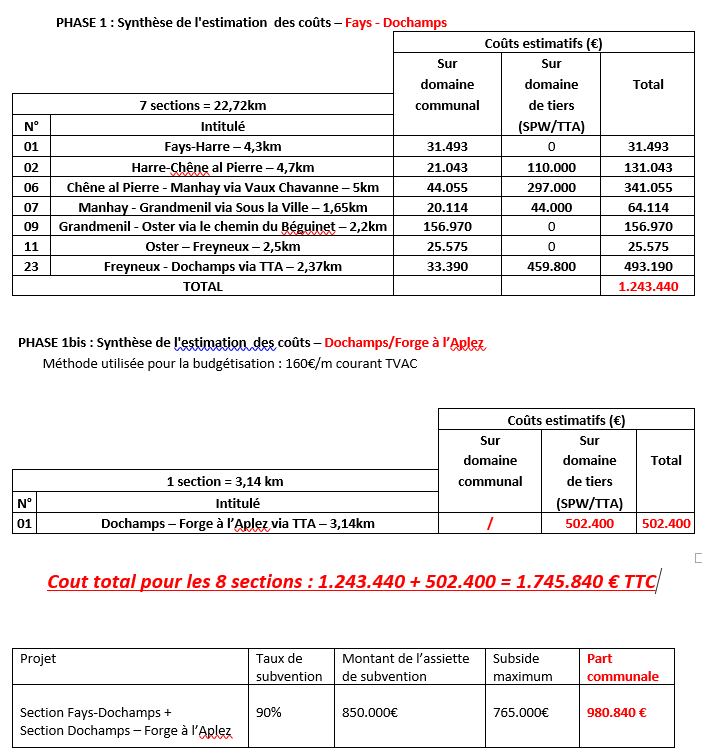 PHASE 1 : Synthèse de l'estimation des coûts – Fays - Dochamps
Coûts estimatifs (€)
7 sections = 22,72km
Sur domaine communal
Sur domaine de tiers (SPW/TTA)
Total
N° Intitulé
01 Fays-Harre – 4,3km 31.493 0 31.493
02 Harre-Chêne al Pierre – 4,7km 21.043 110.000 131.043
06 Chêne al Pierre - Manhay via Vaux Chavanne – 5km 44.055 297.000 341.055
07 Manhay - Grandmenil via Sous la Ville – 1,65km 20.114 44.000 64.114
09 Grandmenil - Oster via le chemin du Béguinet – 2,2km 156.970 0 156.970
11 Oster – Freyneux – 2,5km 25.575 0 25.575
23 Freyneux - Dochamps via TTA – 2,37km 33.390 459.800 493.190
TOTAL 1.243.440
PHASE 1bis : Synthèse de l'estimation des coûts – Dochamps/Forge à l'Aplez
Méthode utilisée pour la budgétisation : 160€/m courant TVAC
Coûts estimatifs (€)
1 section = 3,14 km
Sur domaine communal
Sur domaine de tiers (SPW/TTA)
Total
N° Intitulé
01 Dochamps – Forge à l'Aplez via TTA – 3,14km / 502.400 502.400
Cout total pour les 8 sections : 1.243.440 + 502.400 = 1.745.840 € TTC
Projet
Taux de subvention
Montant de l'assiette de subvention
Subside maximum
Part communale
Section Fays-Dochamps + 90% 850.000€ 765.000€ 980.840 €
Section Dochamps – Forge à l'Aplez